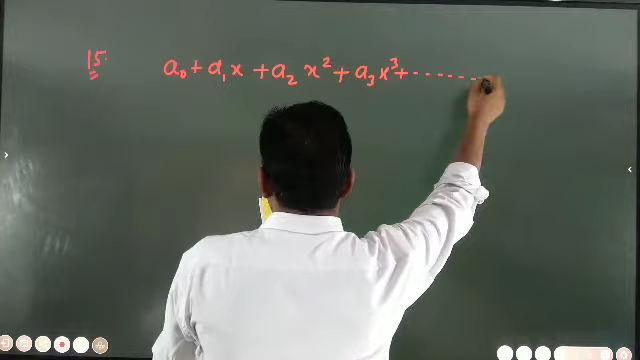 15. a₀ + a₁x + a₂x² + a₃x³ + -------